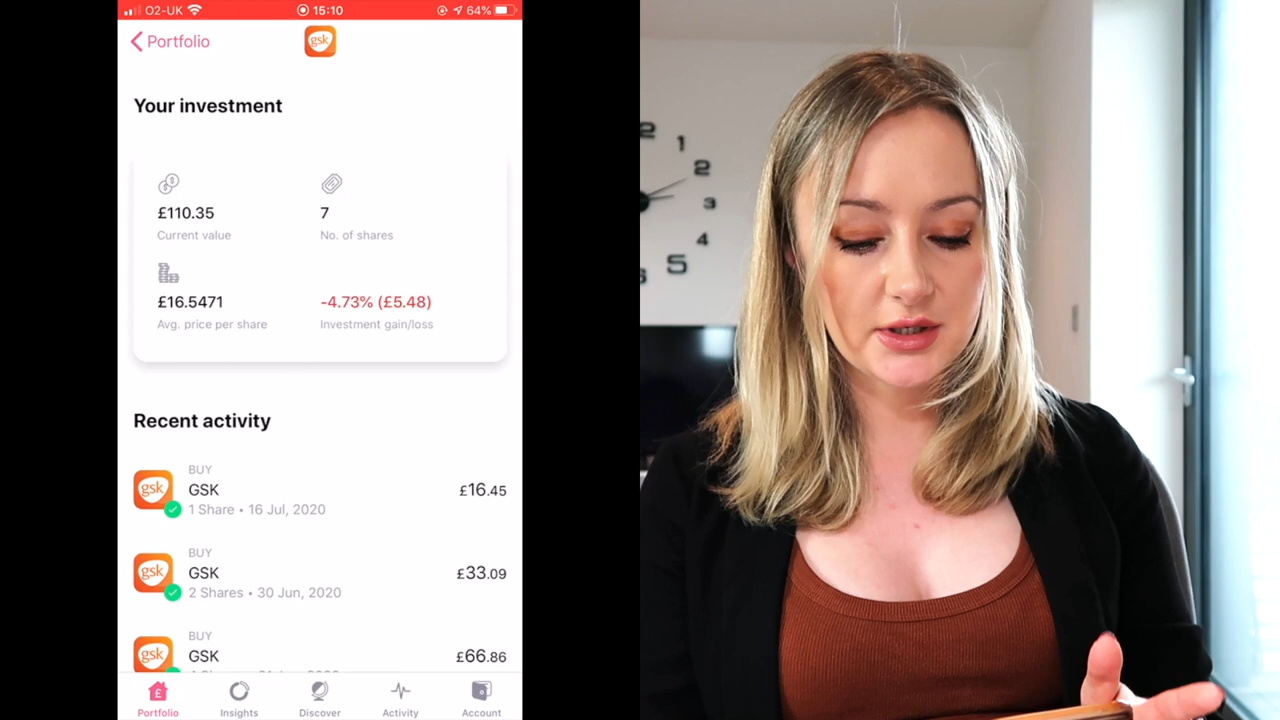 O2-UK 15:10 64%
Portfolio gsk
Your investment
£110.35 7
Current value No. of shares
£16.5471 -4.73% (£5.48)
Avg. price per share Investment gain/loss
Recent activity
BUY
gsk GSK £16.45
1 Share • 16 Jul, 2020
BUY
gsk GSK £33.09
2 Shares • 30 Jun, 2020
BUY
gsk GSK £66.86
£
Portfolio Insights Discover Activity Account
1
2
3
4
5